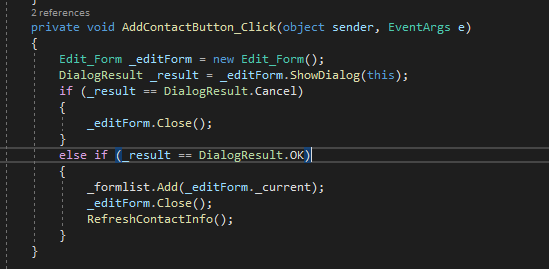 }
2 references
private void AddContactButton_Click(object sender, EventArgs e)
{
Edit_Form _editForm = new Edit_Form();
DialogResult _result = _editForm.ShowDialog(this);
if (_result == DialogResult.Cancel)
{
_editForm.Close();
}
else if (_result == DialogResult.OK)
{
_formlist.Add(_editForm._current);
_editForm.Close();
RefreshContactInfo();
}
}